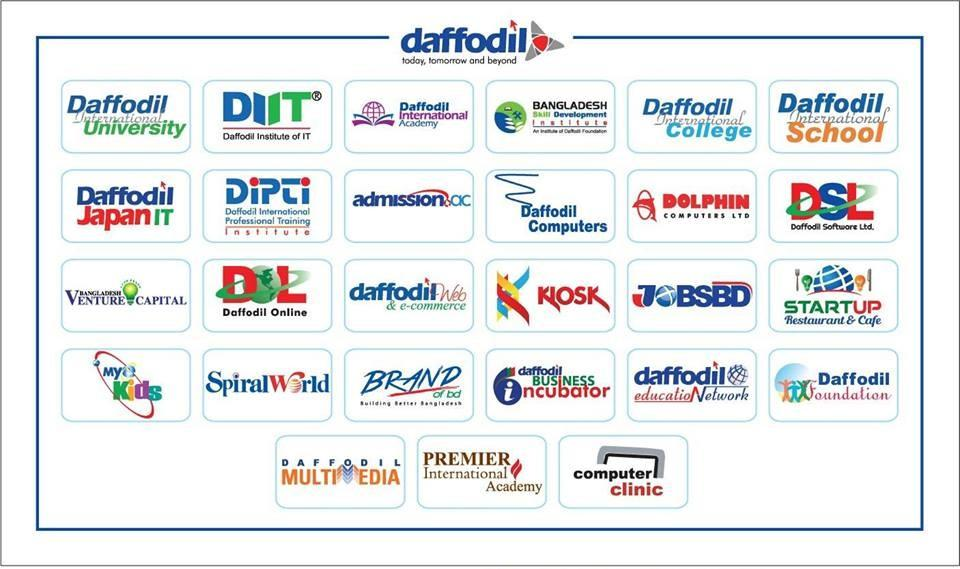 daffodil
today, tomorrow and beyond
Daffodil
International
University
DIIT®
Daffodil Institute of IT
Daffodil
International
Academy
BANGLADESH
Skill Development
Institute
An Institute of Daffodil Foundation
Daffodil
International
College
Daffodil
International
School
Daffodil
Japan IT
DiPTi
Daffodil International
Professional Training
Institute
admission.ac
Daffodil
Computers
DOLPHIN
COMPUTERS LTD
DSL
Daffodil Software Ltd.
BANGLADESH
VENTURE CAPITAL
DOL
Daffodil Online
daffodil Web
& e-commerce
KIOSK
JOBSBD
STARTUP
Restaurant & Cafe
My
Kids
SpiralWorld
BRAND
of bd
Building Better Bangladesh
daffodil
BUSINESS
incubator
daffodil
educatioNetwork
Daffodil
Foundation
DAFFODIL
MULTIMEDIA
PREMIER
International
Academy
computer
clinic